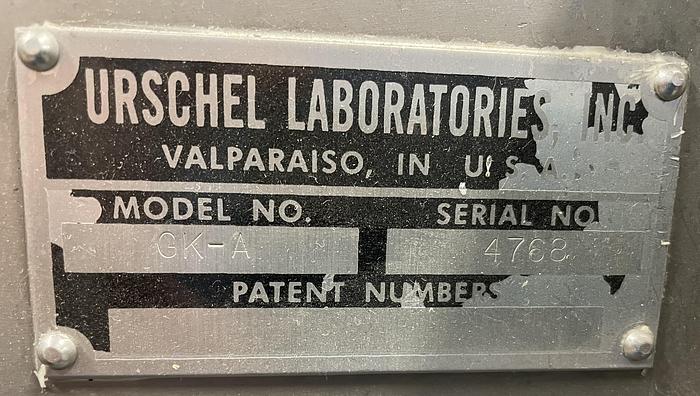 URSCHEL LABORATORIES, INC
VALPARAISO, IN U.S.A.
MODEL NO. SERIAL NO
GK-A 4768
PATENT NUMBERS